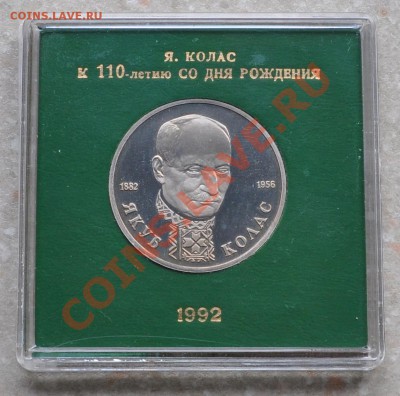 COINS.LAVE.RU
Я. КОЛАС
К 110-летию СО ДНЯ РОЖДЕНИЯ
1882 1956
ЯКУБ КОЛАС
1992
COINS.LAVE.RU